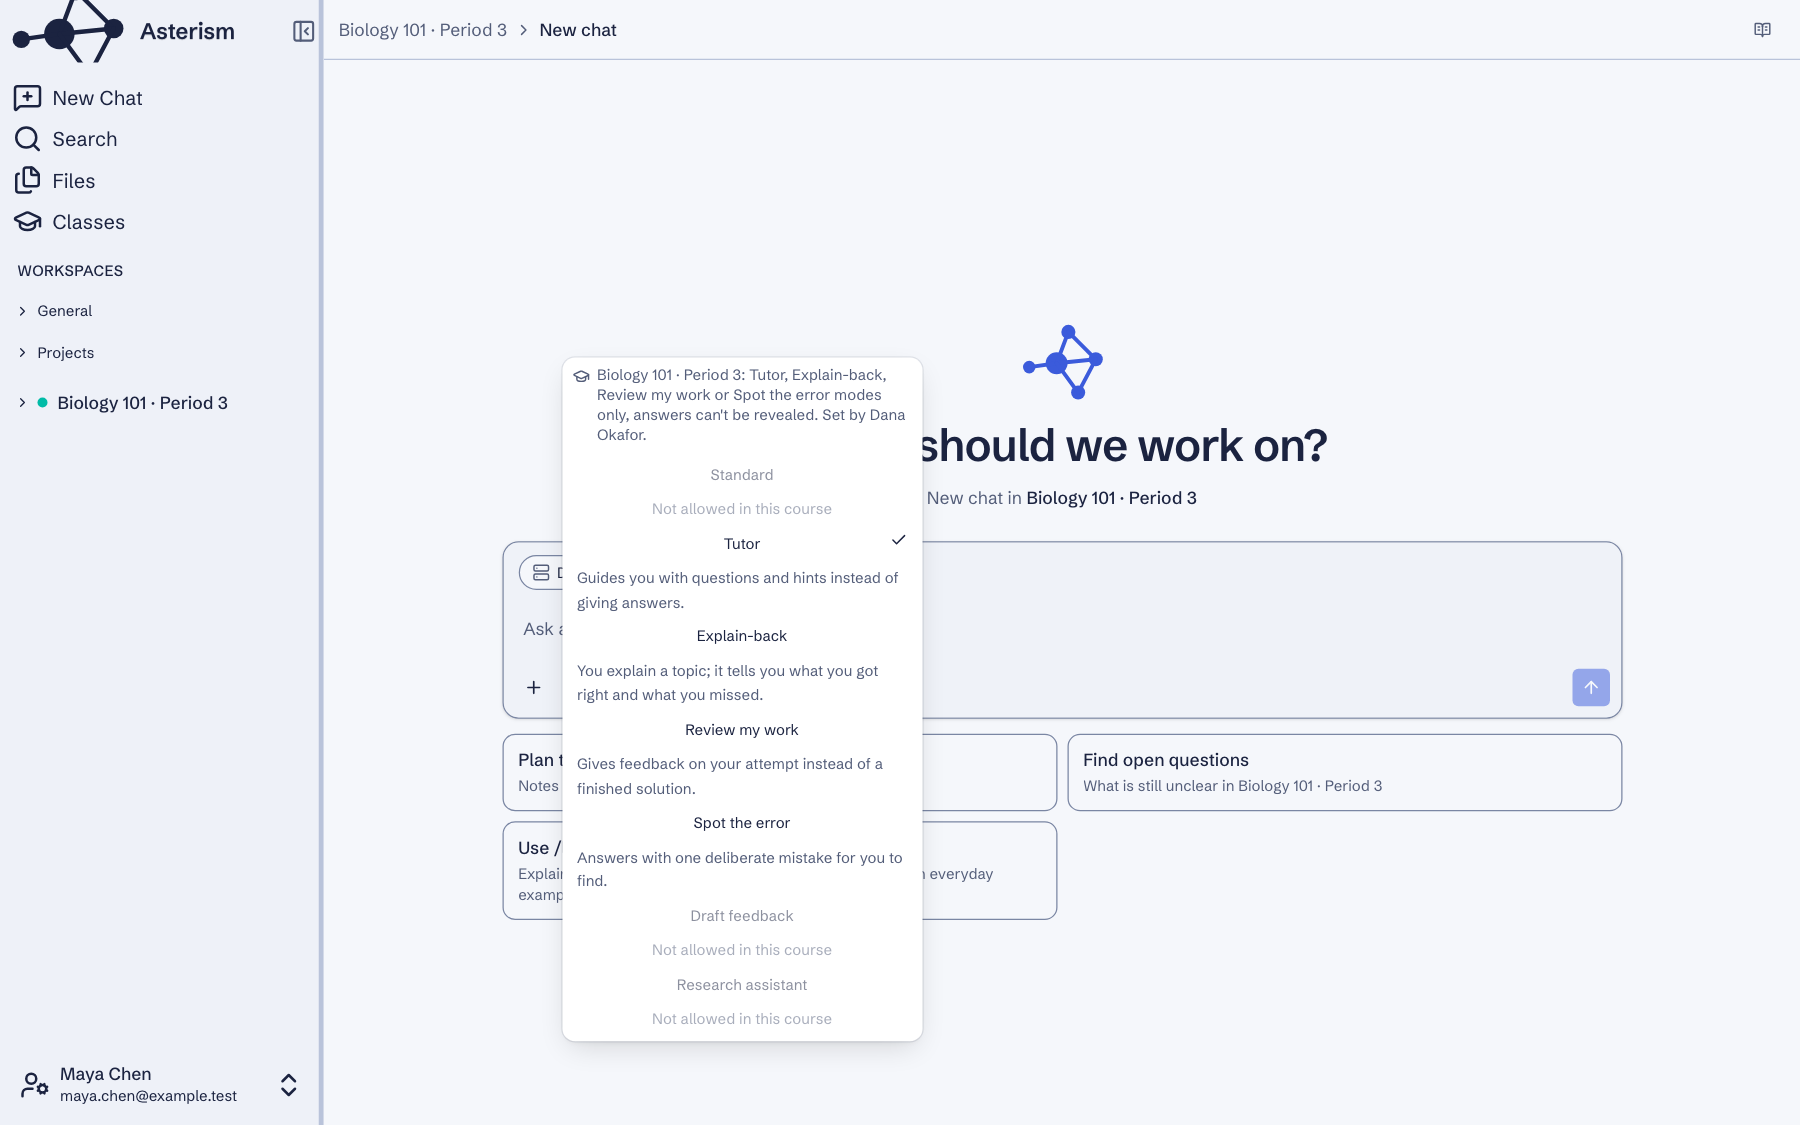 Asterism
New Chat
Search
Files
Classes
WORKSPACES
General
Projects
Biology 101 · Period 3
Maya Chen
maya.chen@example.test
Biology 101 · Period 3 > New chat
should we work on?
New chat in Biology 101 · Period 3
Ask
Plan
Notes
Find open questions
What is still unclear in Biology 101 · Period 3
Use /
everyday
Biology 101 · Period 3: Tutor, Explain-back,
Review my work or Spot the error modes
only, answers can't be revealed. Set by Dana
Okafor.
Standard
Not allowed in this course
Tutor
Guides you with questions and hints instead of
giving answers.
Explain-back
You explain a topic; it tells you what you got
right and what you missed.
Review my work
Gives feedback on your attempt instead of a
finished solution.
Spot the error
Answers with one deliberate mistake for you to
find.
Draft feedback
Not allowed in this course
Research assistant
Not allowed in this course